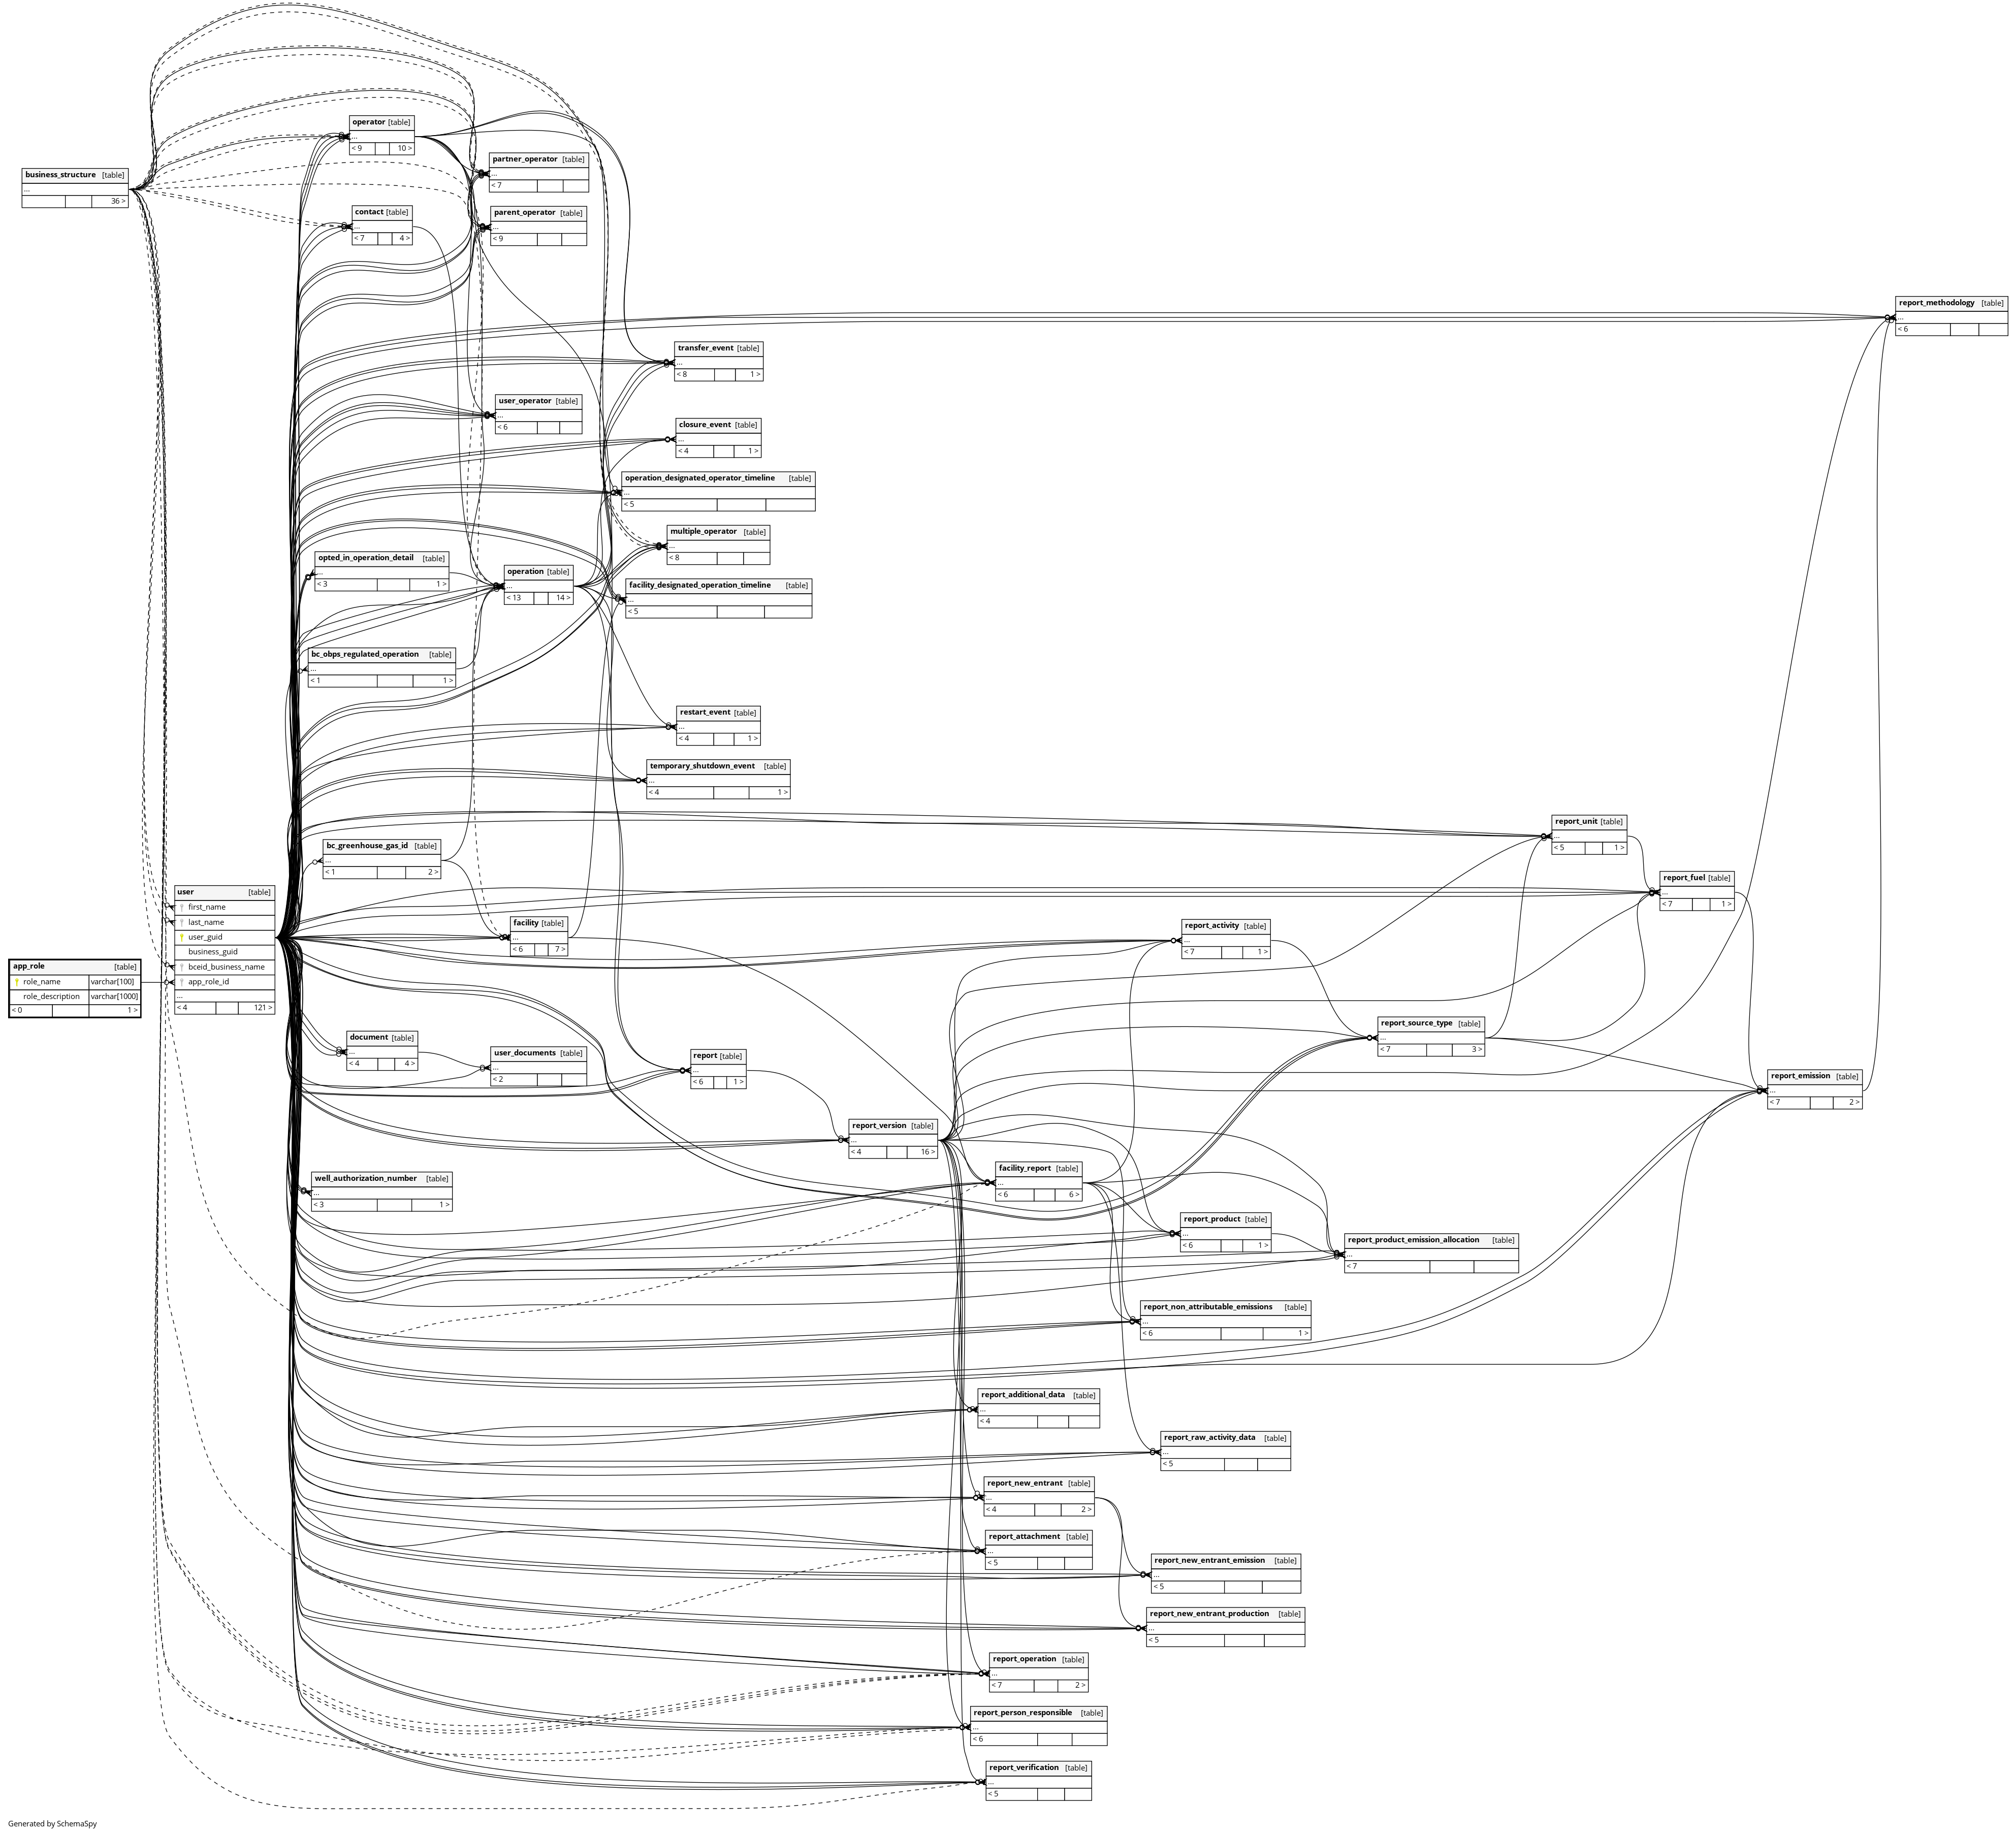 operator [table]
...
< 9 10 >
partner_operator [table]
...
< 7
business_structure [table]
...
36 >
contact [table]
...
< 7 4 >
parent_operator [table]
...
< 9
report_methodology [table]
...
< 6
transfer_event [table]
...
< 8 1 >
user_operator [table]
...
< 6
closure_event [table]
...
< 4 1 >
operation_designated_operator_timeline [table]
...
< 5
multiple_operator [table]
...
< 8
opted_in_operation_detail [table]
...
< 3 1 >
operation [table]
...
< 13 14 >
facility_designated_operation_timeline [table]
...
< 5
bc_obps_regulated_operation [table]
...
< 1 1 >
restart_event [table]
...
< 4 1 >
temporary_shutdown_event [table]
...
< 4 1 >
report_unit [table]
...
< 5 1 >
bc_greenhouse_gas_id [table]
...
< 1 2 >
report_fuel [table]
...
< 7 1 >
user [table]
first_name
last_name
user_guid
business_guid
bceid_business_name
app_role_id
...
< 4 121 >
facility [table]
...
< 6 7 >
report_activity [table]
...
< 7 1 >
app_role [table]
role_name varchar[100]
role_description varchar[1000]
< 0 1 >
report_source_type [table]
...
< 7 3 >
document [table]
...
< 4 4 >
user_documents [table]
...
< 2
report [table]
...
< 6 1 >
report_emission [table]
...
< 7 2 >
report_version [table]
...
< 4 16 >
facility_report [table]
...
< 6 6 >
well_authorization_number [table]
...
< 3 1 >
report_product [table]
...
< 6 1 >
report_product_emission_allocation [table]
...
< 7
report_non_attributable_emissions [table]
...
< 6 1 >
report_additional_data [table]
...
< 4
report_raw_activity_data [table]
...
< 5
report_new_entrant [table]
...
< 4 2 >
report_attachment [table]
...
< 5
report_new_entrant_emission [table]
...
< 5
report_new_entrant_production [table]
...
< 5
report_operation [table]
...
< 7 2 >
report_person_responsible [table]
...
< 6
report_verification [table]
...
< 5
Generated by SchemaSpy